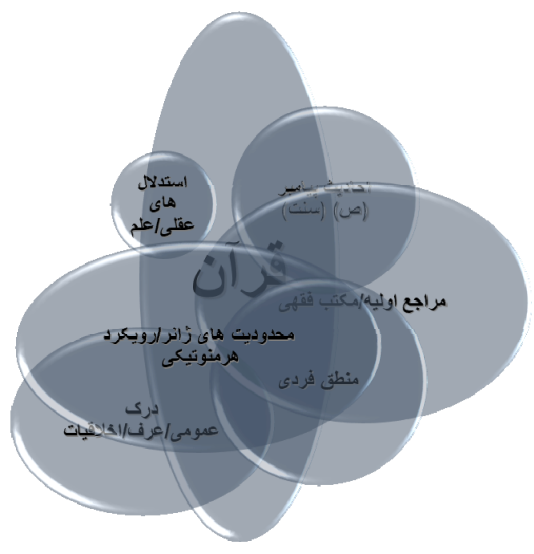 استدلال
های
عقلی/علم
احادیث پیامبر
(ص) (سنت)
قرآن
مراجع اولیه/مکتب فقهی
محدودیت های ژانر/رویکرد
هرمنوتیکی
منطق فردی
درک
عمومی/عرف/اخلاقیات